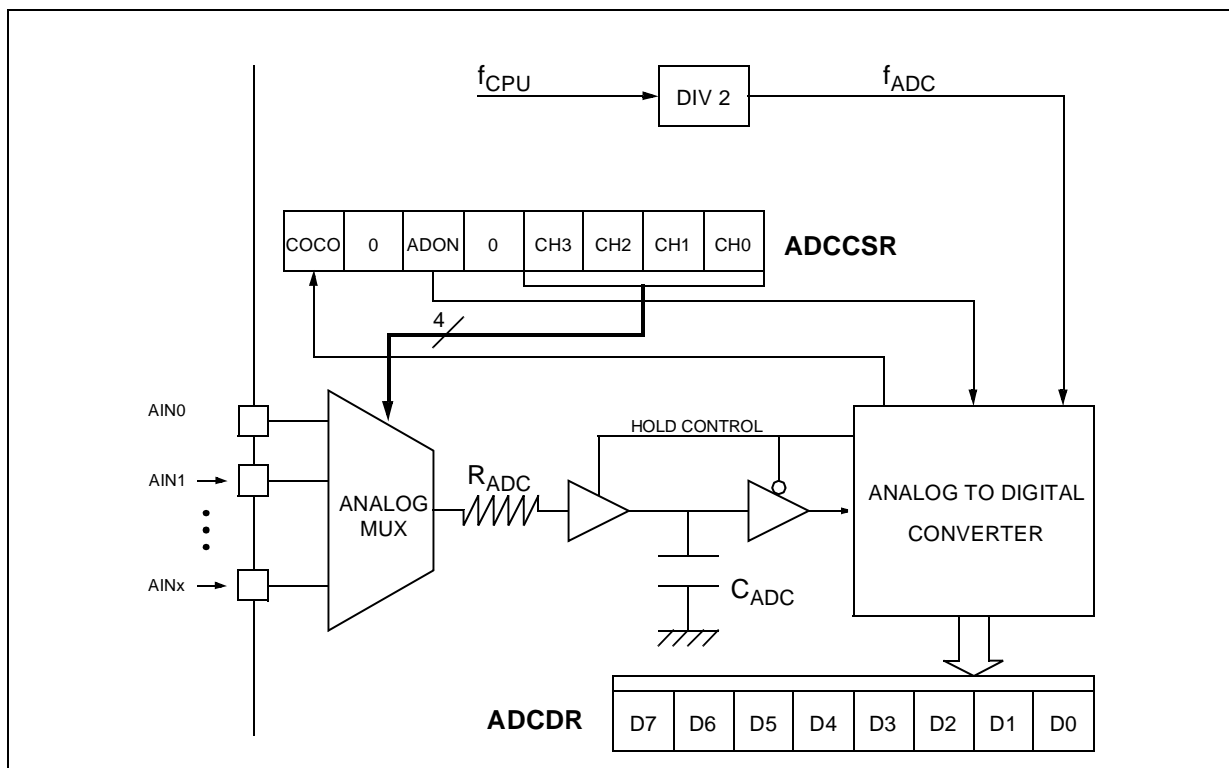 fCPU
DIV 2
fADC
COCO 0 ADON 0 CH3 CH2 CH1 CH0
ADCCSR
4
AIN0
HOLD CONTROL
AIN1
RADC
ANALOG
MUX
ANALOG TO DIGITAL
CONVERTER
AINx
CADC
ADCDR
D7 D6 D5 D4 D3 D2 D1 D0